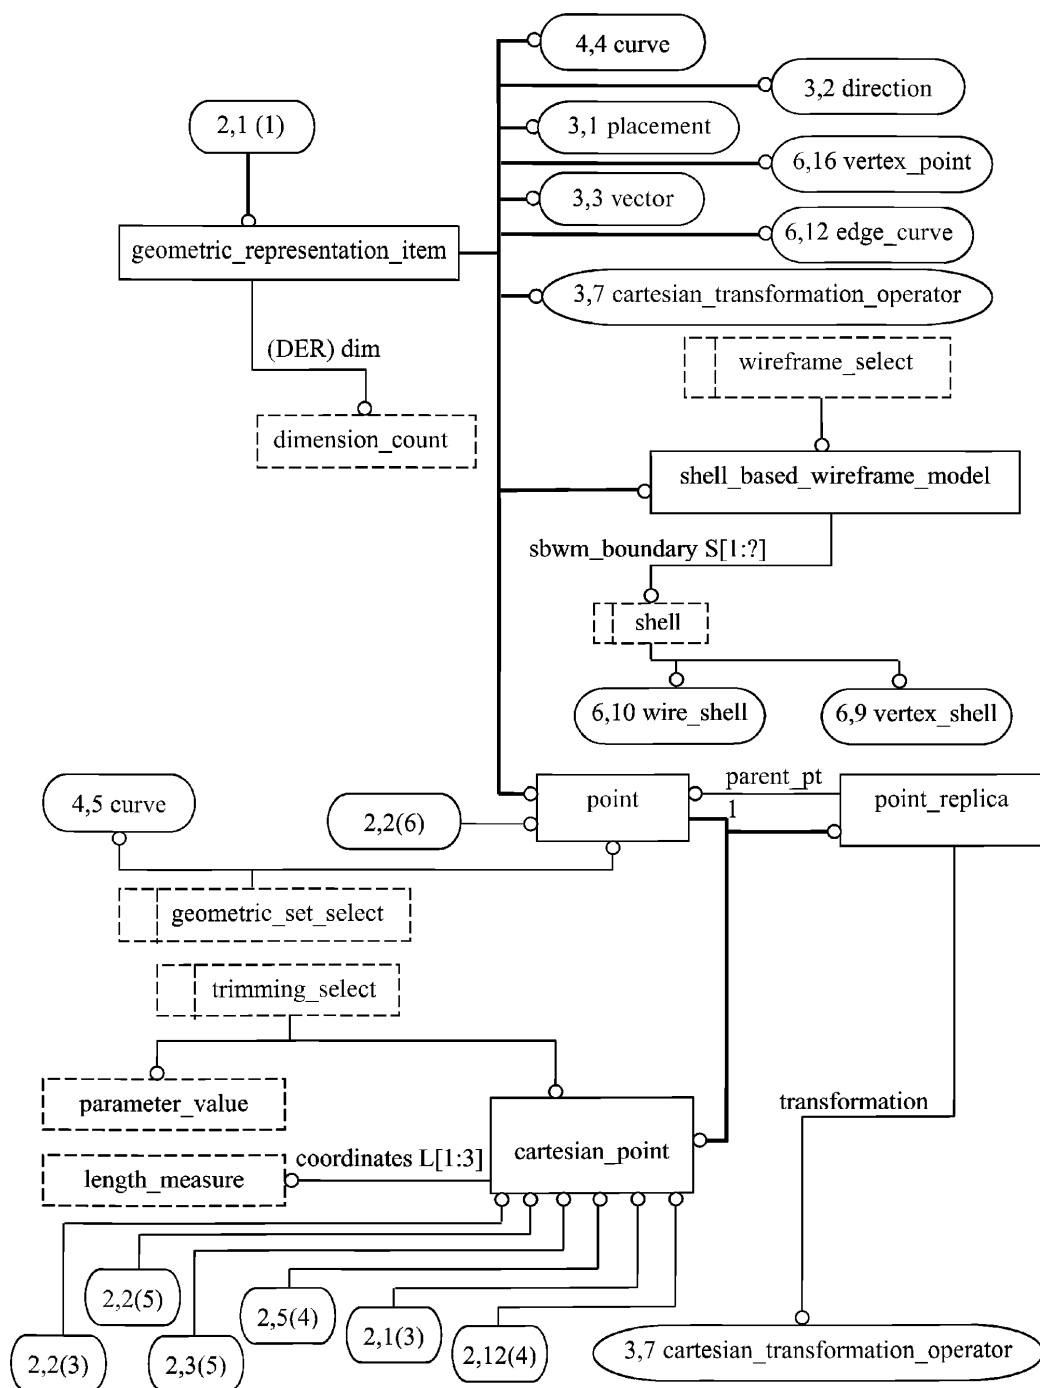 4,4 curve
3,2 direction
2,1 (1)
3,1 placement
6,16 vertex_point
3,3 vector
6,12 edge_curve
geometric_representation_item
3,7 cartesian_transformation_operator
(DER) dim
wireframe_select
dimension_count
shell_based_wireframe_model
sbwm_boundary S[1:?]
shell
6,10 wire_shell
6,9 vertex_shell
parent_pt
4,5 curve
point
point_replica
1
2,2(6)
geometric_set_select
trimming_select
parameter_value
transformation
coordinates L[1:3]
cartesian_point
length_measure
2,2(5)
2,5(4)
2,1(3)
2,12(4)
2,2(3)
2,3(5)
3,7 cartesian_transformation_operator